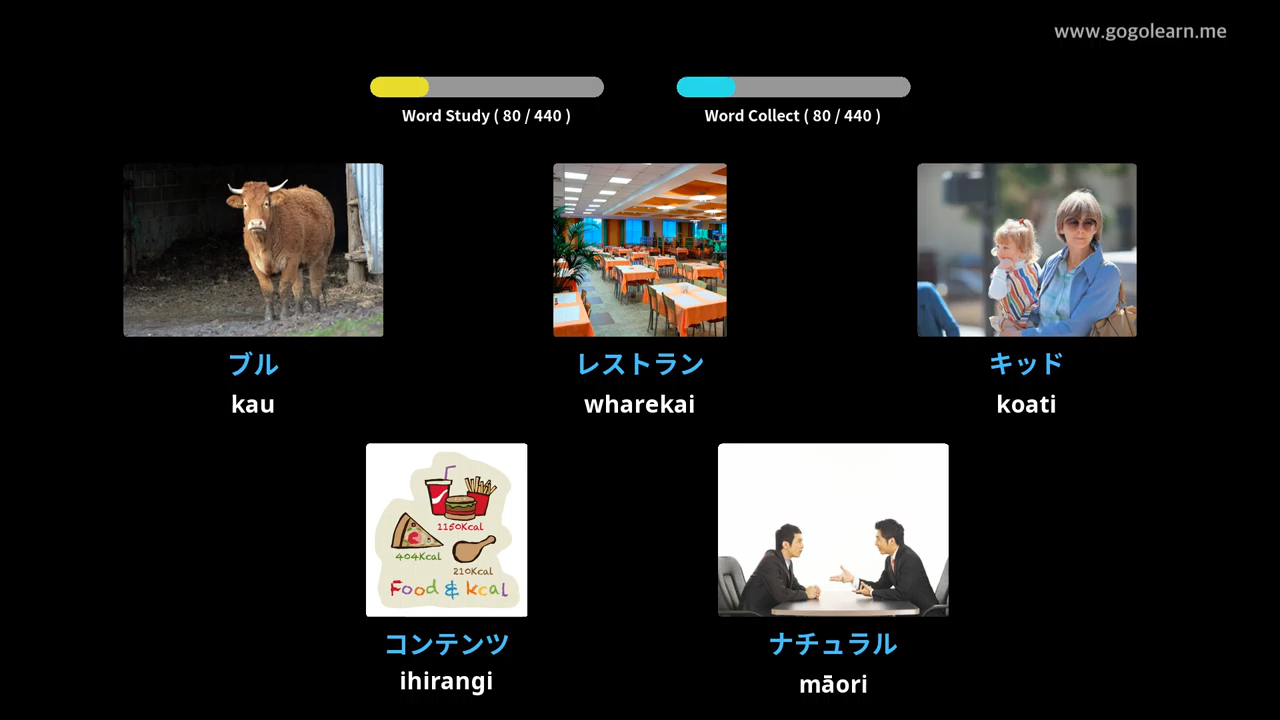 www.gogolearn.me
Word Study ( 80 / 440 )
Word Collect ( 80 / 440 )
ブル
kau
レストラン
wharekai
キッド
koati
1150Kcal
404Kcal
210Kcal
Food & kcal
コンテンツ
ihirangi
ナチュラル
māori